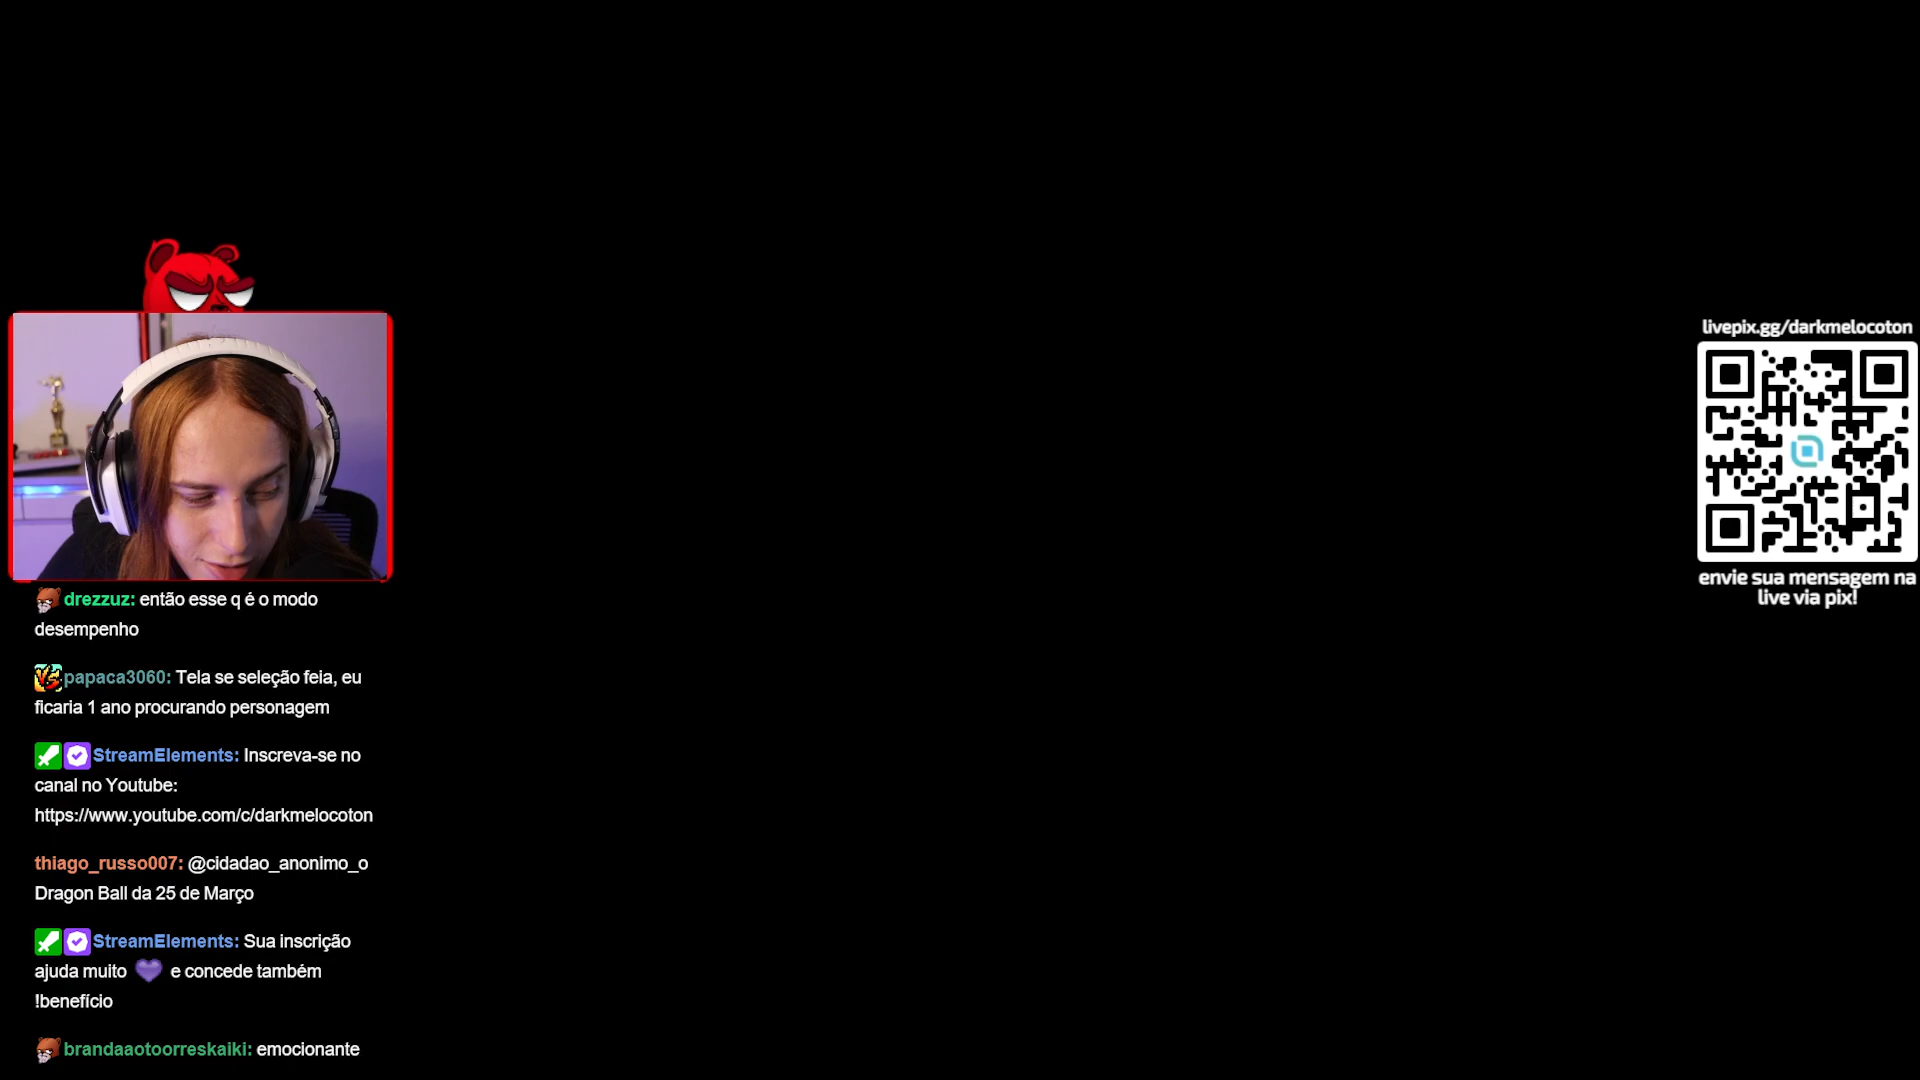 livepix.gg/darkmelocoton
envie sua mensagem na
live via pix!
drezzuz: então esse q é o modo
desempenho
papaca3060: Tela se seleção feia, eu
ficaria 1 ano procurando personagem
StreamElements: Inscreva-se no
canal no Youtube:
https://www.youtube.com/c/darkmelocoton
thiago_russo007: @cidadao_anonimo_o
Dragon Ball da 25 de Março
StreamElements: Sua inscrição
ajuda muito 💜 e concede também
!benefício
brandaaotoorreskaiki: emocionante